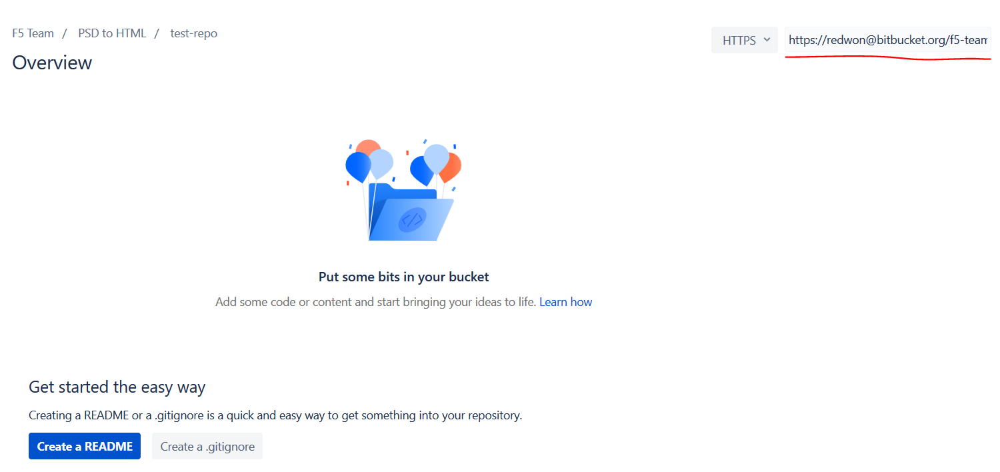 F5 Team / PSD to HTML / test-repo
HTTPS https://redwon@bitbucket.org/f5-team
Overview
</>
Put some bits in your bucket
Add some code or content and start bringing your ideas to life. Learn how
Get started the easy way
Creating a README or a .gitignore is a quick and easy way to get something into your repository.
Create a README Create a .gitignore